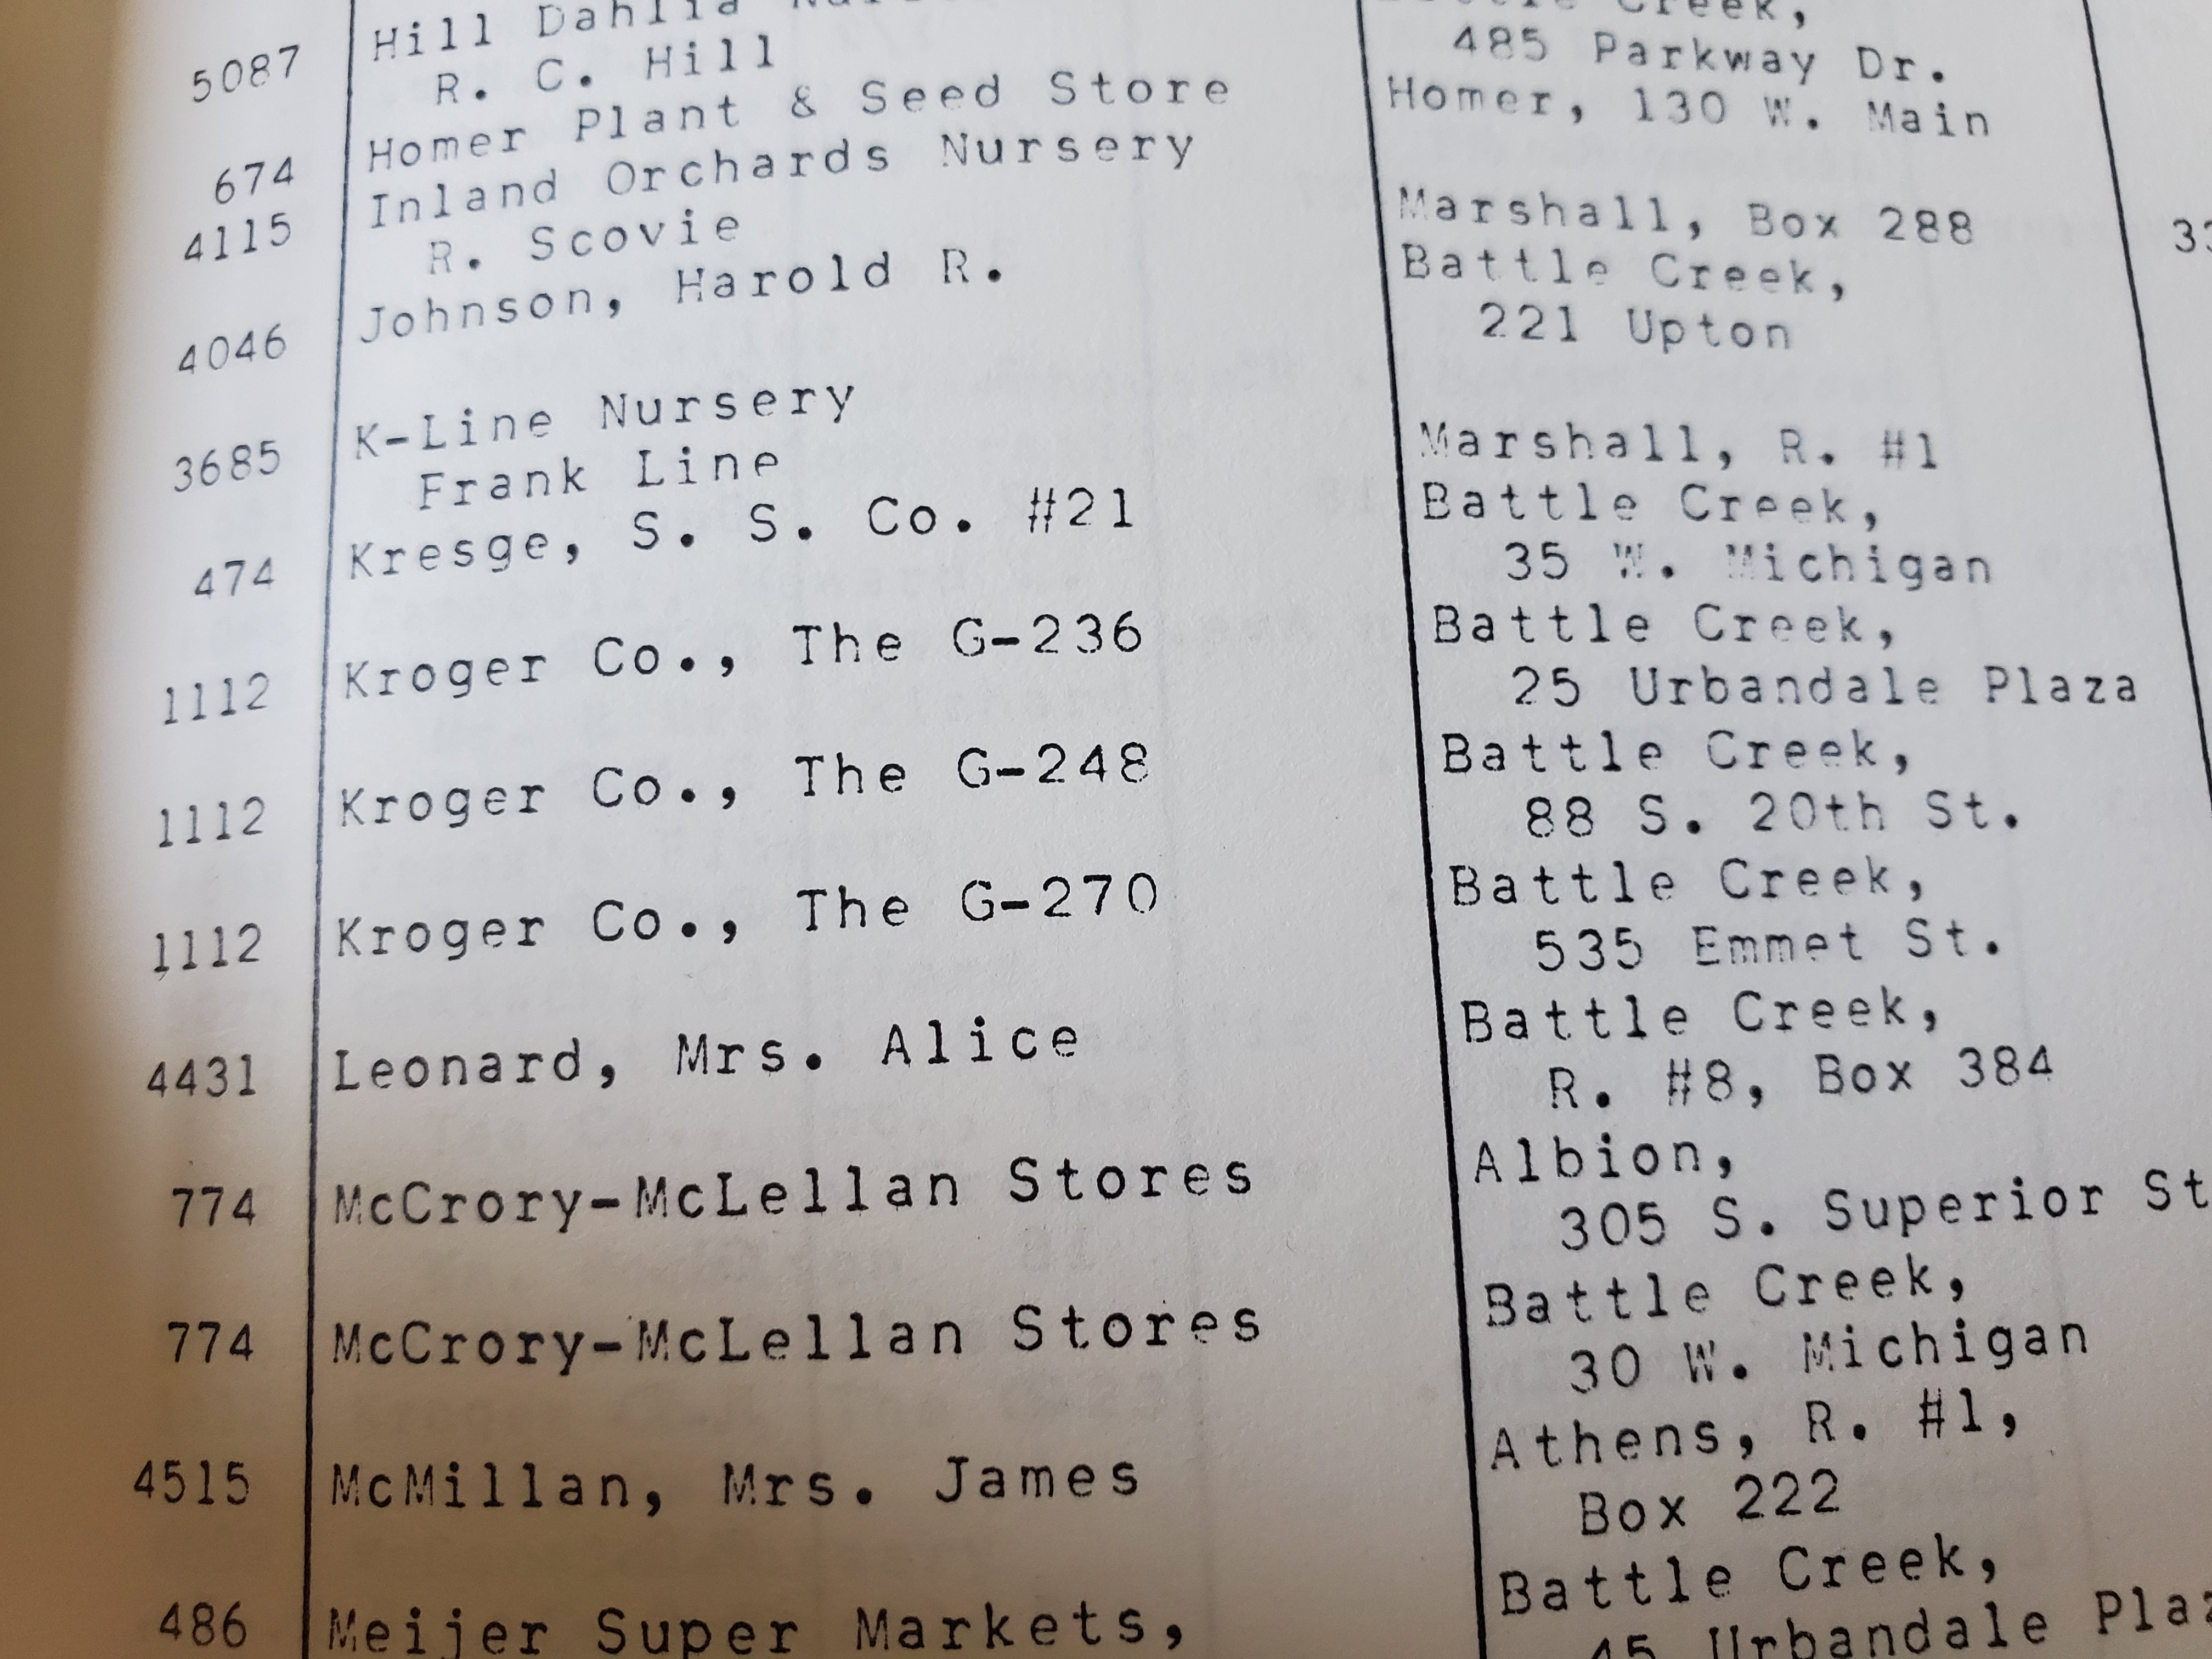 5087 Hill Dahlia Creek,
R. C. Hill 485 Parkway Dr.
674 Homer Plant & Seed Store Homer, 130 W. Main
4115 Inland Orchards Nursery
R. Scovie Marshall, Box 288
4046 Johnson, Harold R. Battle Creek,
221 Upton
3685 K-Line Nursery
Frank Line Marshall, R. #1
474 Kresge, S. S. Co. #21 Battle Creek,
35 W. Michigan
1112 Kroger Co., The G-236 Battle Creek,
25 Urbandale Plaza
1112 Kroger Co., The G-248 Battle Creek,
88 S. 20th St.
1112 Kroger Co., The G-270 Battle Creek,
535 Emmet St.
4431 Leonard, Mrs. Alice Battle Creek,
R. #8, Box 384
774 McCrory-McLellan Stores Albion,
305 S. Superior St
774 McCrory-McLellan Stores Battle Creek,
30 W. Michigan
4515 McMillan, Mrs. James Athens, R. #1,
Box 222
486 Meijer Super Markets, Battle Creek,
45 Urbandale Plaz